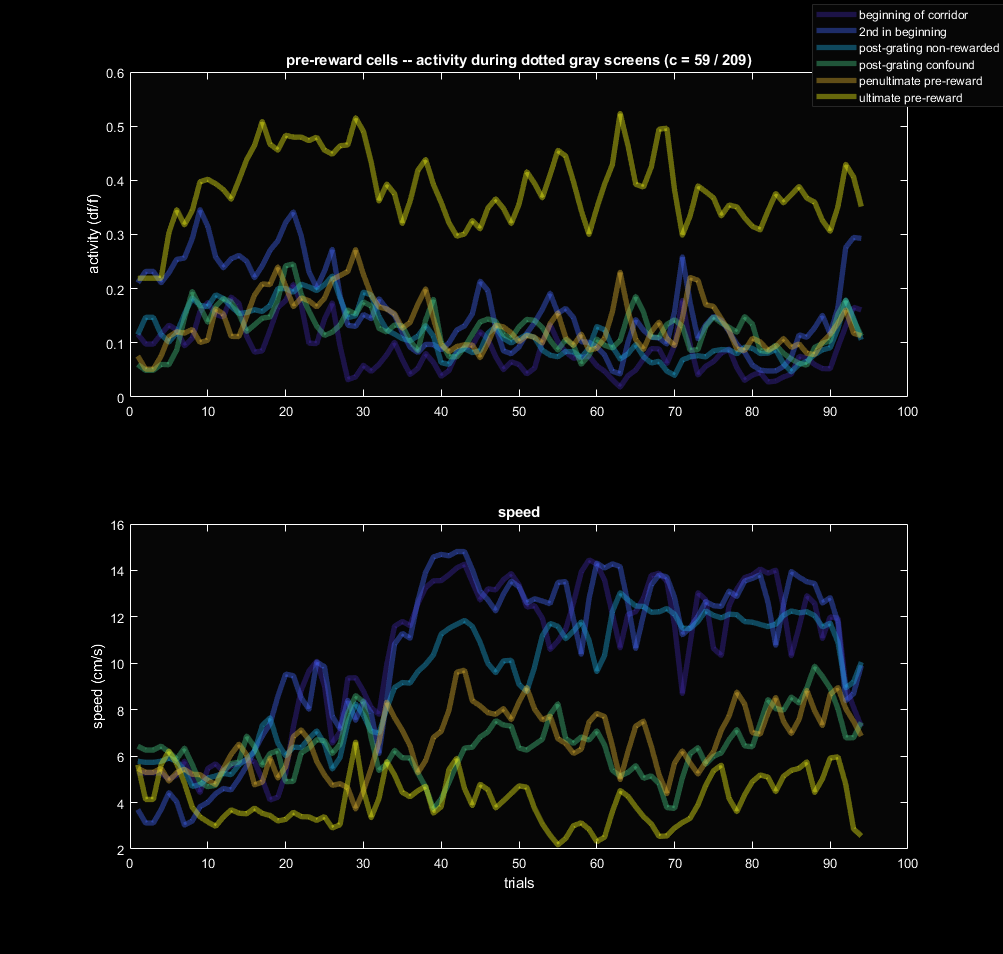 beginning of corridor
2nd in beginning
post-grating non-rewarded
post-grating confound
penultimate pre-reward
ultimate pre-reward
pre-reward cells -- activity during dotted gray screens (c = 59 / 209)
0.6
0.5
0.4
0.3
0.2
0.1
0
activity (df/f)
0 10 20 30 40 50 60 70 80 90 100
speed
16
14
12
10
8
6
4
2
speed (cm/s)
0 10 20 30 40 50 60 70 80 90 100
trials